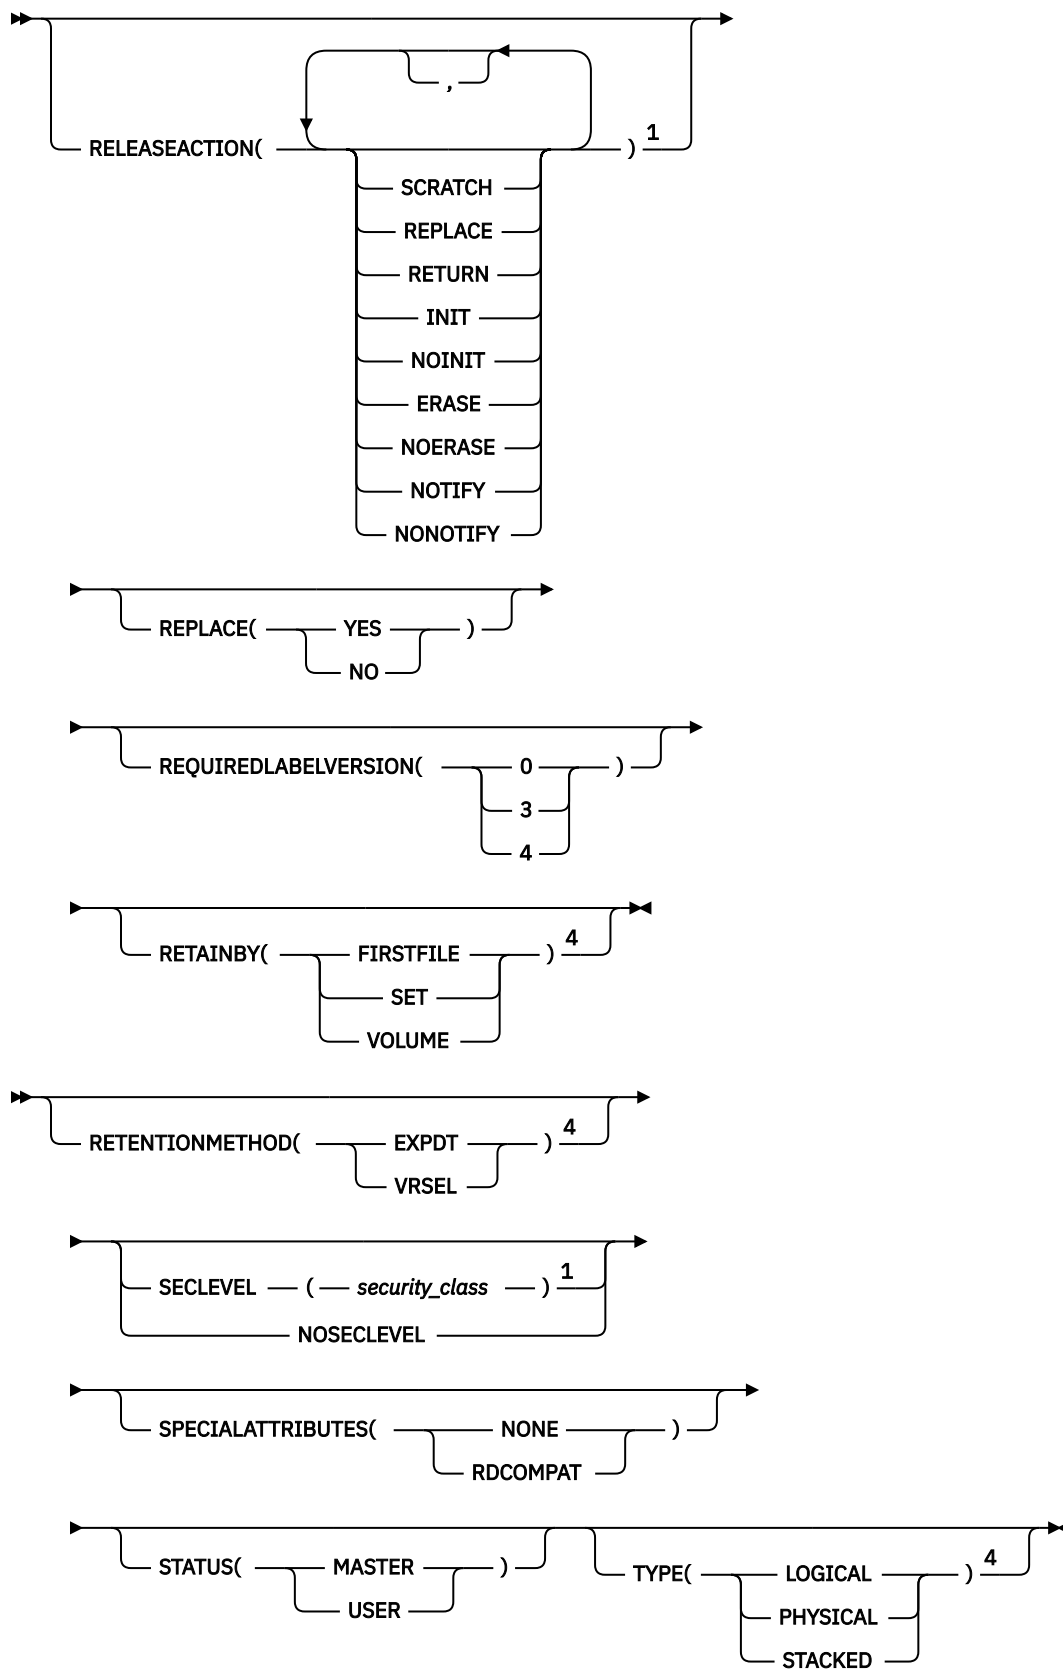 ,
RELEASEACTION( ) 1
SCRATCH
REPLACE
RETURN
INIT
NOINIT
ERASE
NOERASE
NOTIFY
NONOTIFY
REPLACE( YES )
NO
REQUIREDLABELVERSION( 0 )
3
4
RETAINBY( FIRSTFILE ) 4
SET
VOLUME
RETENTIONMETHOD( EXPDT ) 4
VRSEL
SECLEVEL ( security_class ) 1
NOSECLEVEL
SPECIALATTRIBUTES( NONE )
RDCOMPAT
STATUS( MASTER )
USER
TYPE( LOGICAL ) 4
PHYSICAL
STACKED